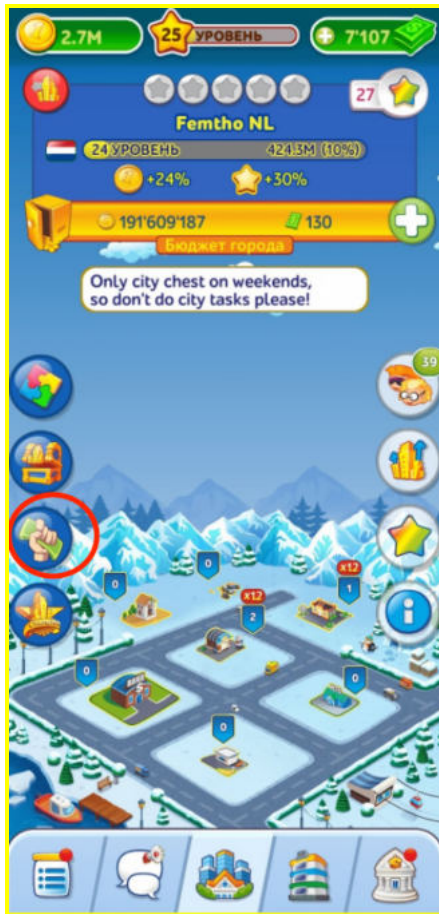 2.7M
25 УРОВЕНЬ
7'107
27
Femtho NL
24 УРОВЕНЬ 424.3M (10%)
+24% +30%
191'609'187 130
Бюджет города
Only city chest on weekends,
so don't do city tasks please!
39
0
0
x1.2
1
x1.2
2
0
0
0